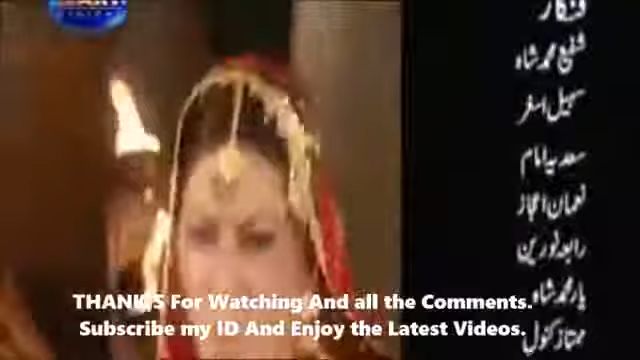 فنکار
شفیع محمد شاہ
سہیل اصغر
سعدیہ امام
نعمان اعجاز
رابعہ نورین
یار محمد شاہ
ممتاز کنول
THANKS For Watching And all the Comments.
Subscribe my ID And Enjoy the Latest Videos.